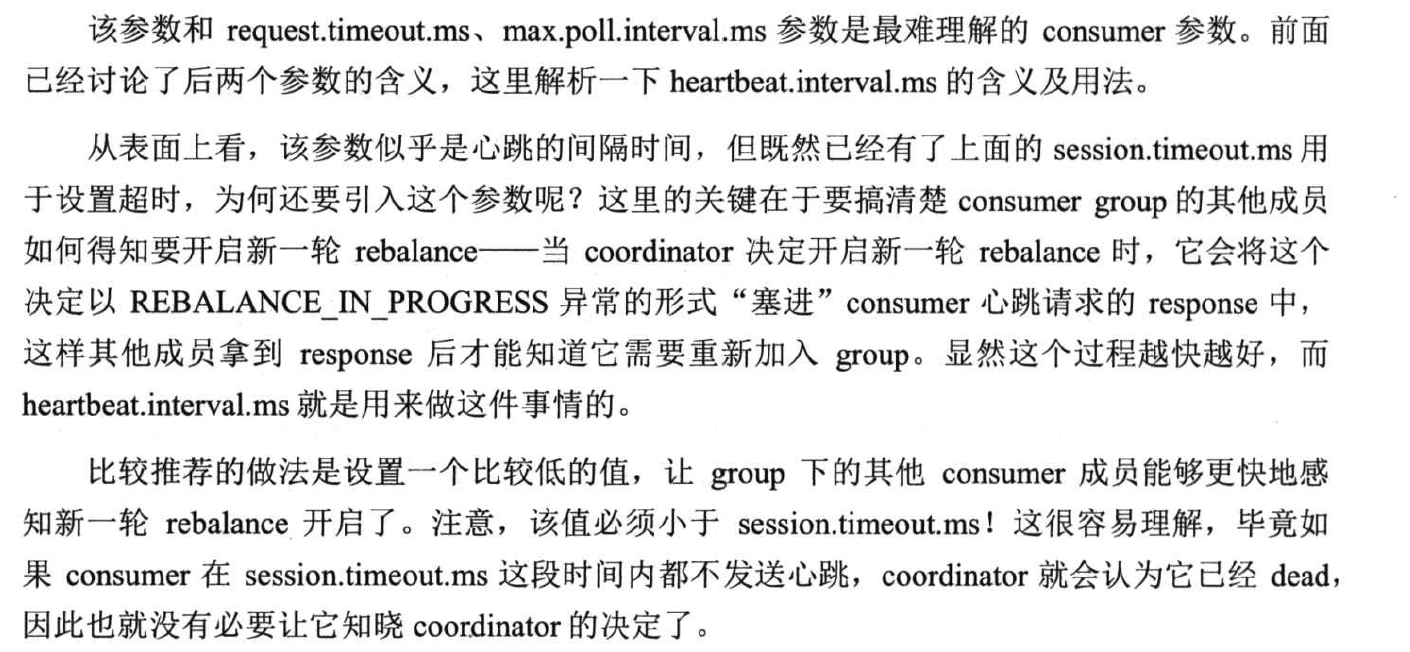 该参数和 request.timeout.ms、max.poll.interval.ms 参数是最难理解的 consumer 参数。前面
已经讨论了后两个参数的含义，这里解析一下 heartbeat.interval.ms 的含义及用法。
从表面上看，该参数似乎是心跳的间隔时间，但既然已经有了上面的 session.timeout.ms 用
于设置超时，为何还要引入这个参数呢？这里的关键在于要搞清楚 consumer group 的其他成员
如何得知要开启新一轮 rebalance——当 coordinator 决定开启新一轮 rebalance 时，它会将这个
决定以 REBALANCE_IN_PROGRESS 异常的形式“塞进”consumer 心跳请求的 response 中，
这样其他成员拿到 response 后才能知道它需要重新加入 group。显然这个过程越快越好，而
heartbeat.interval.ms 就是用来做这件事情的。
比较推荐的做法是设置一个比较低的值，让 group 下的其他 consumer 成员能够更快地感
知新一轮 rebalance 开启了。注意，该值必须小于 session.timeout.ms！这很容易理解，毕竟如
果 consumer 在 session.timeout.ms 这段时间内都不发送心跳，coordinator 就会认为它已经 dead，
因此也就没有必要让它知晓 coordinator 的决定了。